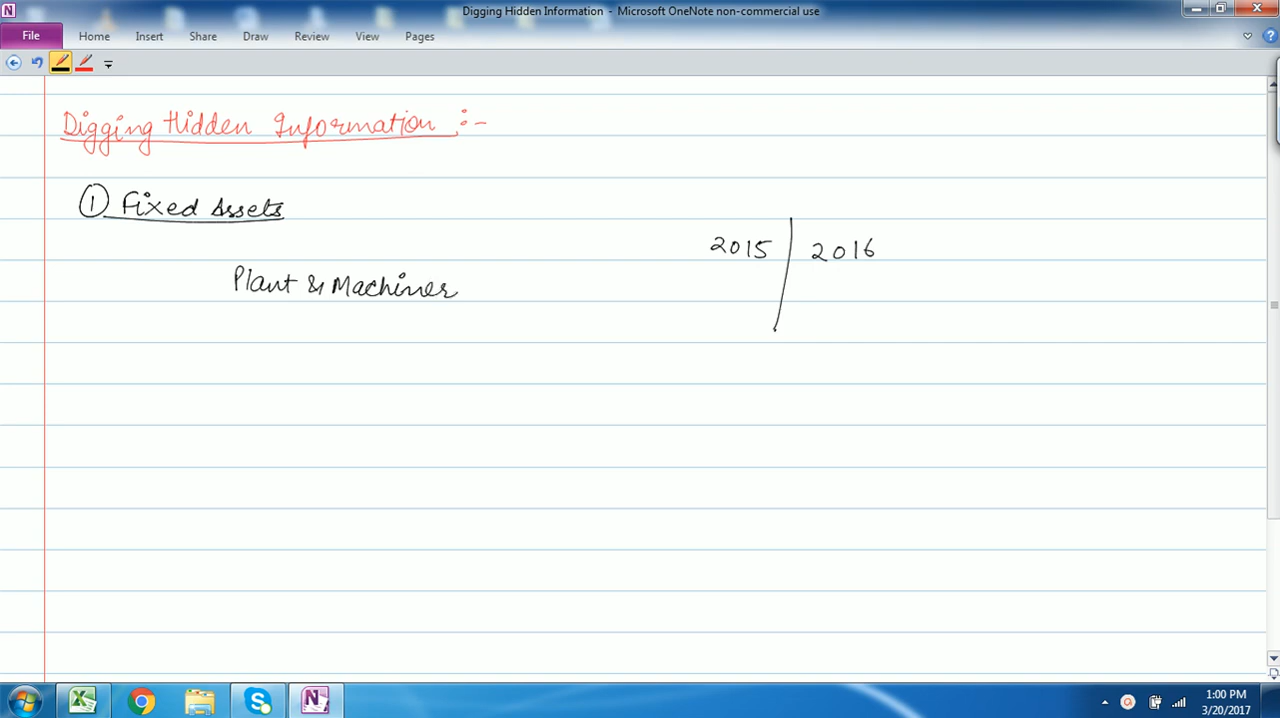 Digging Hidden Information - Microsoft OneNote non-commercial use
File Home Insert Share Draw Review View Pages
Digging Hidden Information :-
① Fixed Assets
2015 | 2016
Plant & Machiner
1:00 PM
3/20/2017